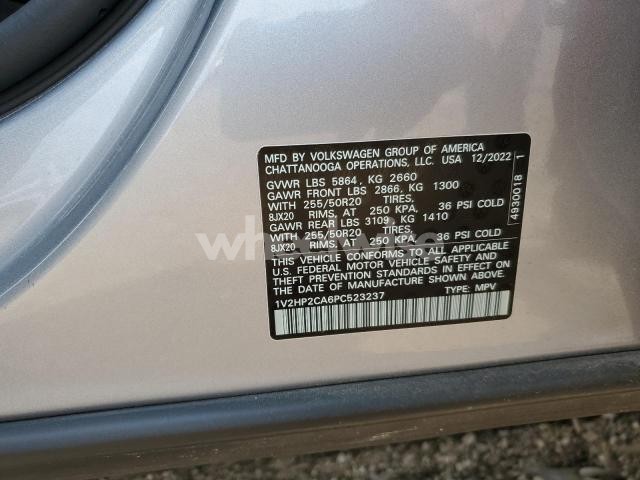 MFD BY VOLKSWAGEN GROUP OF AMERICA
CHATTANOOGA OPERATIONS, LLC. USA 12/2022
GVWR LBS 5864, KG 2660
GAWR FRONT LBS 2866, KG 1300
WITH 255/50R20 TIRES,
8JX20 RIMS, AT 250 KPA, 36 PSI COLD
GAWR REAR LBS 3109, KG 1410
WITH 255/50R20 TIRES,
8JX20 RIMS, 250 KPA, 36 PSI COLD
THIS VEHICLE CONFORMS TO ALL APPLICABLE
U.S. FEDERAL MOTOR VEHICLE SAFETY AND
THEFT PREVENTION STANDARDS IN EFFECT ON
THE DATE OF MANUFACTURE SHOWN ABOVE
1V2HP2CA6PC523237 TYPE: MPV
4930018 1